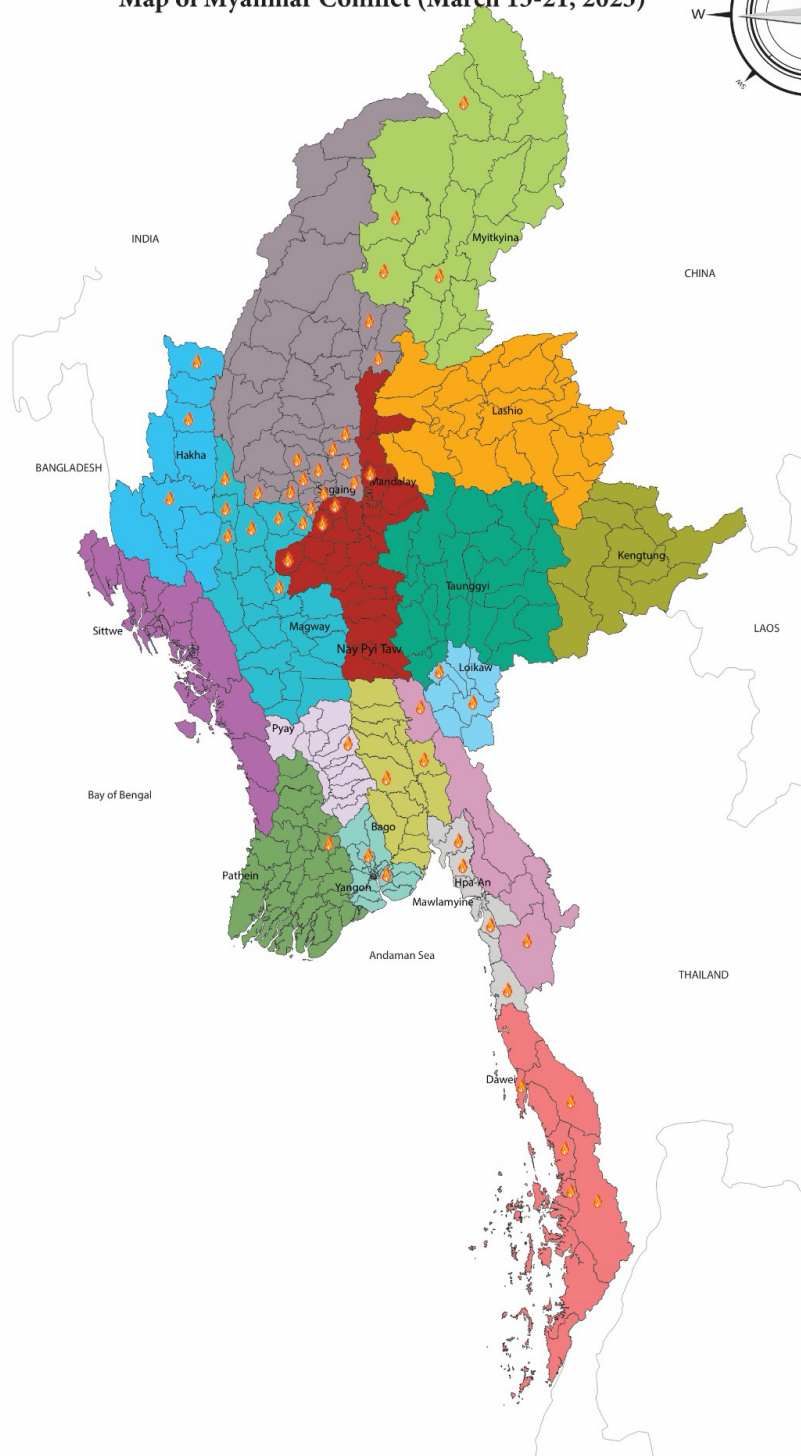 Map of Myanmar Conflict (March 15-21, 2023)
W
SW
INDIA
Myitkyina
CHINA
Lashio
Hakha
BANGLADESH
Mandalay
Sagaing
Kengtung
Taunggyi
Magway
LAOS
Sittwe
Nay Pyi Taw
Loikaw
Pyay
Bay of Bengal
Bago
Pathein
Hpa-An
Yangon
Mawlamyine
Andaman Sea
THAILAND
Dawei